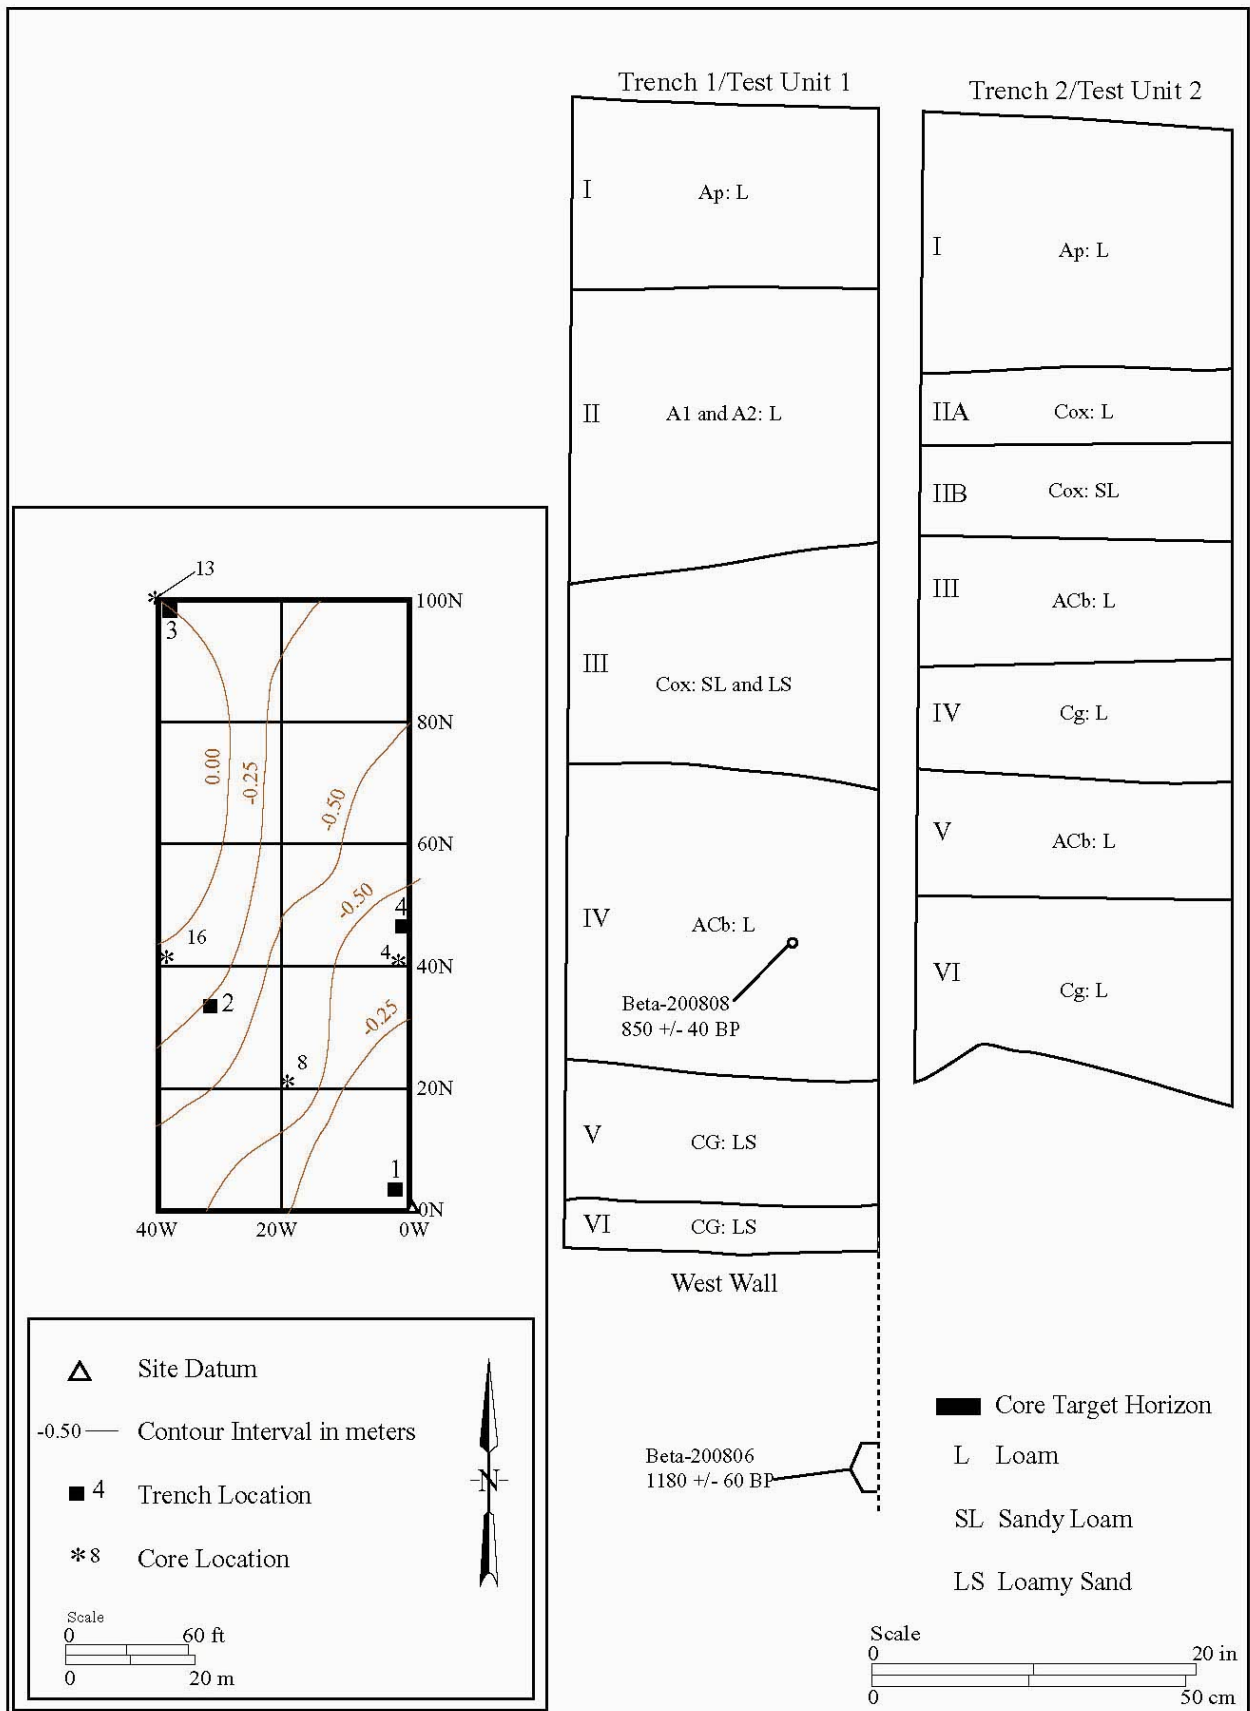 Trench 1/Test Unit 1
I
Ap: L
II
A1 and A2: L
III
Cox: SL and LS
IV
ACb: L
Beta-200808
850 +/- 40 BP
V
CG: LS
VI
CG: LS
West Wall
Beta-200806
1180 +/- 60 BP
Trench 2/Test Unit 2
I
Ap: L
IIA
Cox: L
IIB
Cox: SL
III
ACb: L
IV
Cg: L
V
ACb: L
VI
Cg: L
13
3
100N
80N
0.00
-0.25
-0.50
60N
-0.50
4
16
4
40N
2
-0.25
8
20N
1
0N
40W
20W
0W
Site Datum
-0.50
Contour Interval in meters
4
Trench Location
8
Core Location
N
Scale
0
60 ft
0
20 m
Core Target Horizon
L Loam
SL Sandy Loam
LS Loamy Sand
Scale
0
20 in
0
50 cm